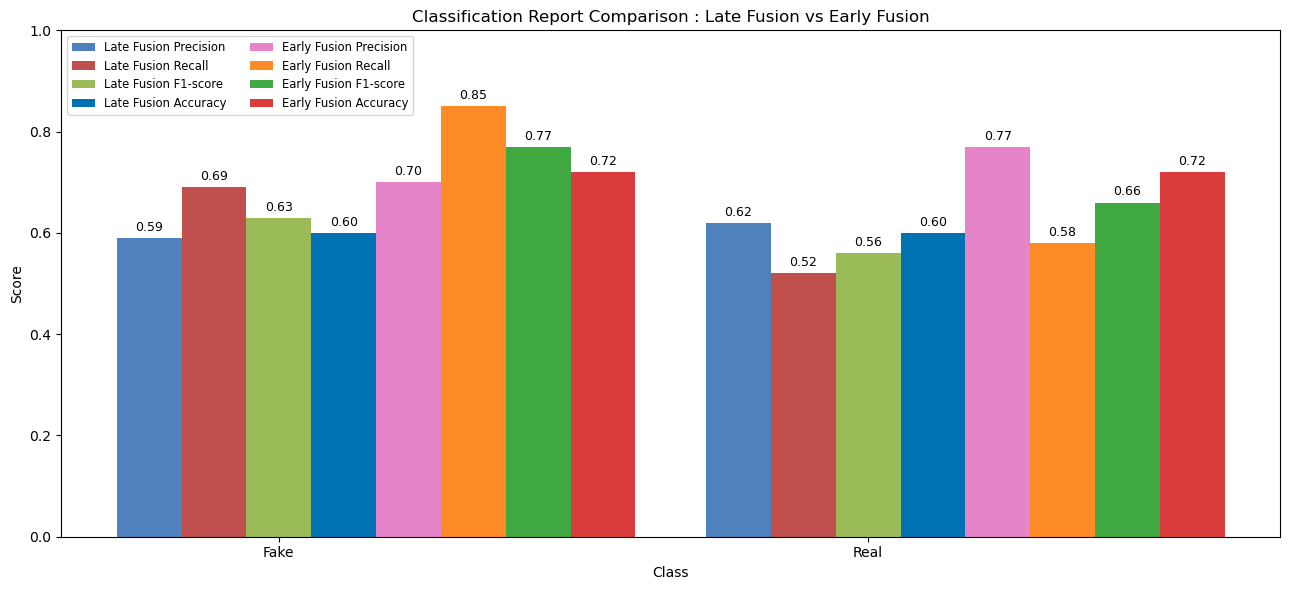 Classification Report Comparison : Late Fusion vs Early Fusion
Late Fusion Precision
Late Fusion Recall
Late Fusion F1-score
Late Fusion Accuracy
Early Fusion Precision
Early Fusion Recall
Early Fusion F1-score
Early Fusion Accuracy
Score
1.0
0.8
0.6
0.4
0.2
0.0
0.59
0.69
0.63
0.60
0.70
0.85
0.77
0.72
0.62
0.52
0.56
0.60
0.77
0.58
0.66
0.72
Fake
Real
Class